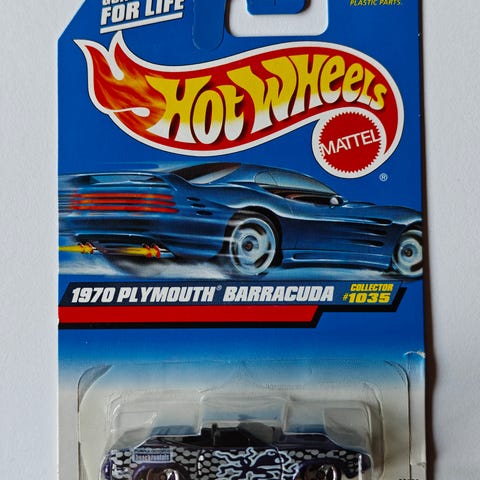 FOR LIFE
PLASTIC PARTS.
HOT WHEELS
MATTEL
®
1970 PLYMOUTH® BARRACUDA
COLLECTOR
#1035